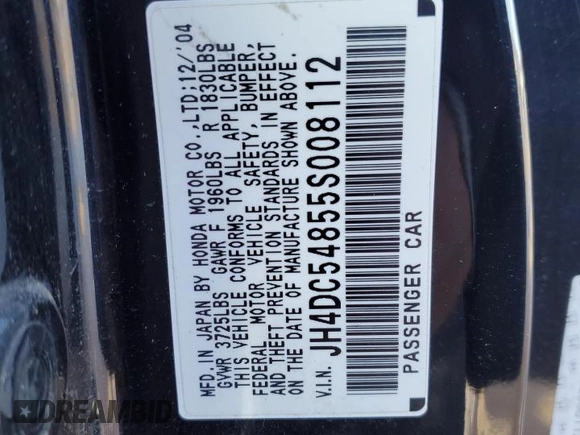 MFD.IN JAPAN BY HONDA MOTOR CO.,LTD;12/'04
GVWR 3725LBS GAWR F 1960LBS R 1830LBS
THIS VEHICLE CONFORMS TO ALL APPLICABLE
FEDERAL MOTOR VEHICLE SAFETY, BUMPER,
AND THEFT PREVENTION STANDARDS IN EFFECT
ON THE DATE OF MANUFACTURE SHOWN ABOVE.
V.I.N. JH4DC54855S008112
PASSENGER CAR
DREAMBID